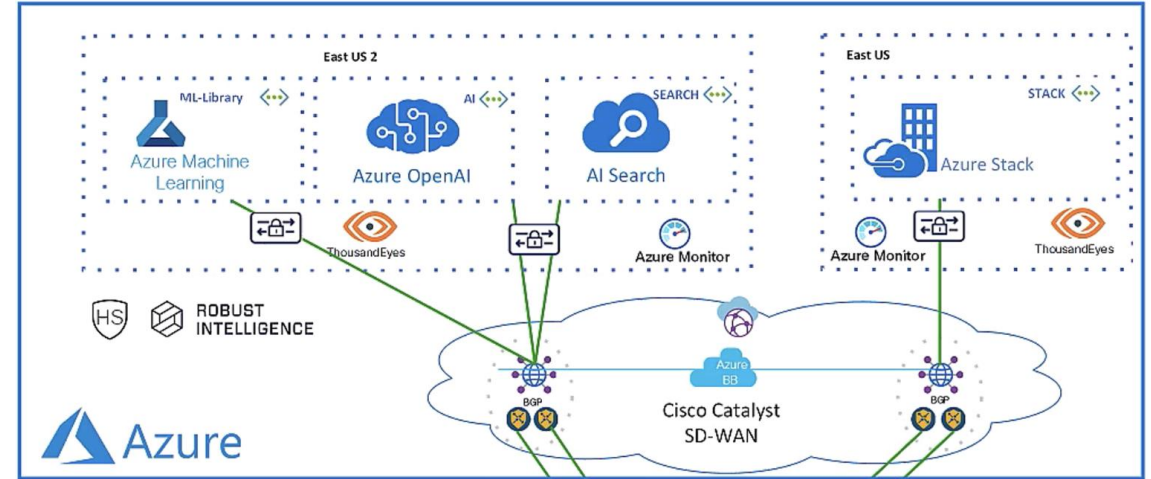 East US 2
East US
ML-Library
AI
SEARCH
STACK
Azure Machine
Learning
Azure OpenAI
AI Search
Azure Stack
ThousandEyes
Azure Monitor
Azure Monitor
ThousandEyes
HS
ROBUST
INTELLIGENCE
Azure
BB
BGP
BGP
Cisco Catalyst
SD-WAN
Azure